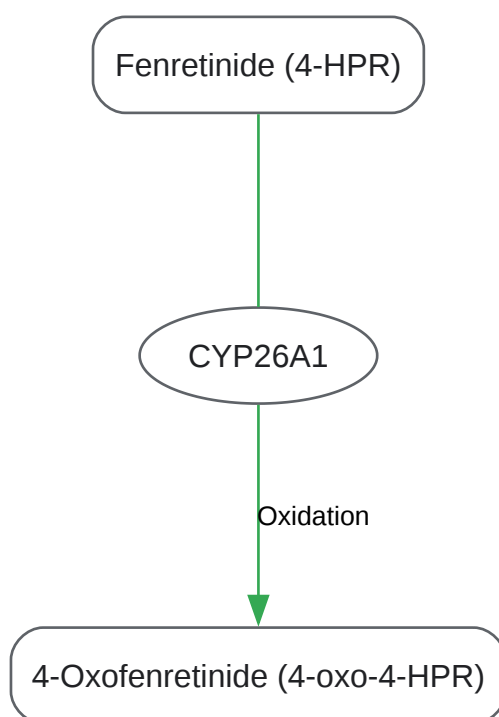 Fenretinide (4-HPR)
CYP26A1
Oxidation
4-Oxofenretinide (4-oxo-4-HPR)